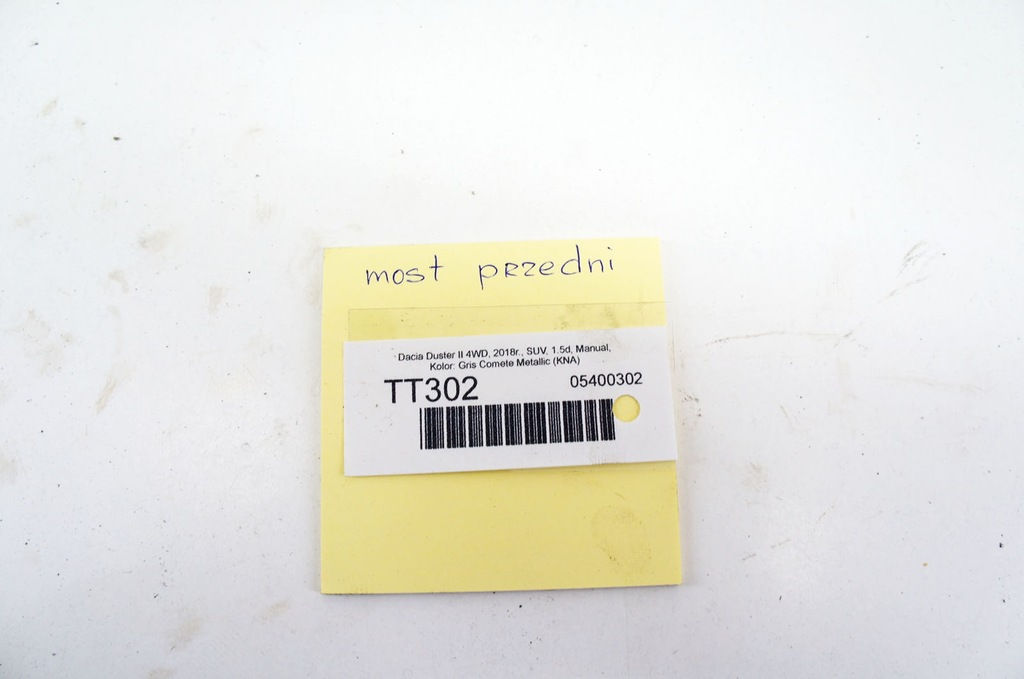 most przedni
Dacia Duster II 4WD, 2018r., SUV, 1.5d, Manual,
Kolor: Gris Comete Metallic (KNA)
TT302 05400302